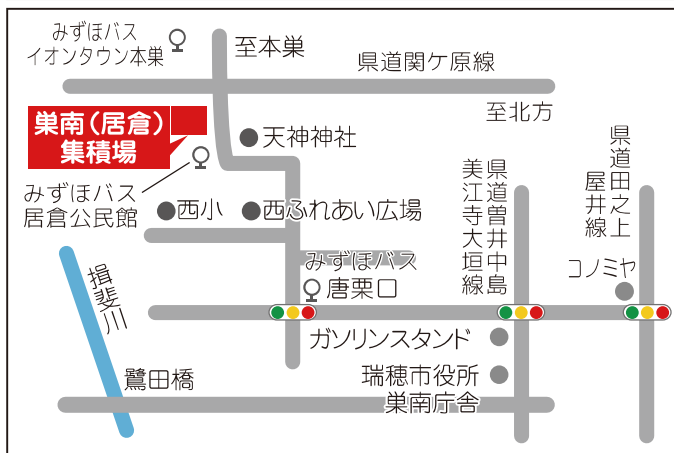 みずほバス
イオンタウン本巣
至本巣
県道関ケ原線
至北方
巣南（居倉）
集積場
天神神社
みずほバス
居倉公民館
西小
西ふれあい広場
県道曽井中島
美江寺大垣線
県道田之上
屋井線
みずほバス
唐栗口
コノミヤ
揖斐川
ガソリンスタンド
鷺田橋
瑞穂市役所
巣南庁舎